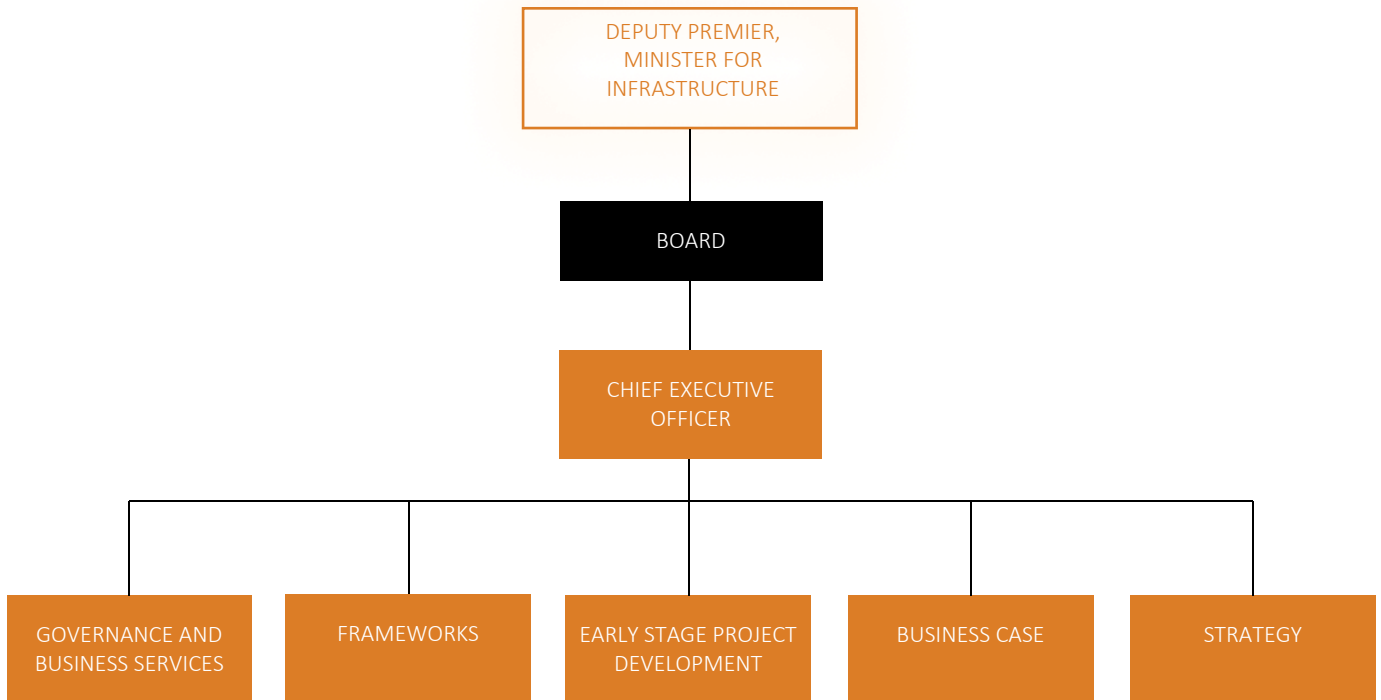 DEPUTY PREMIER,
MINISTER FOR
INFRASTRUCTURE
BOARD
CHIEF EXECUTIVE
OFFICER
GOVERNANCE AND
BUSINESS SERVICES
FRAMEWORKS
EARLY STAGE PROJECT
DEVELOPMENT
BUSINESS CASE
STRATEGY